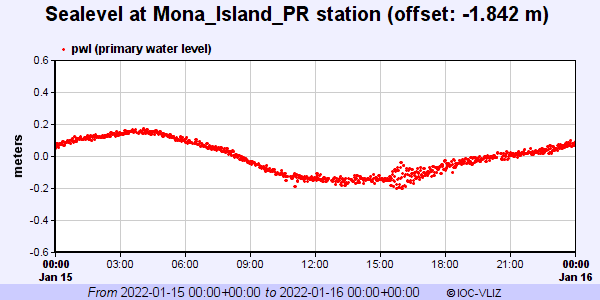 Sealevel at Mona_Island_PR station (offset: -1.842 m)
pwl (primary water level)
0.6
0.4
0.2
0.0
-0.2
-0.4
-0.6
meters
00:00 03:00 06:00 09:00 12:00 15:00 18:00 21:00 00:00
Jan 15 Jan 16
From 2022-01-15 00:00+00:00 to 2022-01-16 00:00+00:00 © IOC-VLIZ